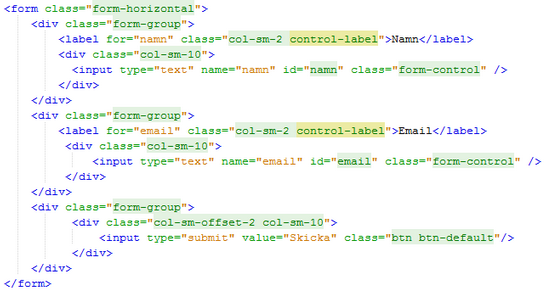 <form class="form-horizontal">
<div class="form-group">
<label for="namn" class="col-sm-2 control-label">Namn</label>
<div class="col-sm-10">
<input type="text" name="namn" id="namn" class="form-control" />
</div>
</div>
<div class="form-group">
<label for="email" class="col-sm-2 control-label">Email</label>
<div class="col-sm-10">
<input type="text" name="email" id="email" class="form-control" />
</div>
</div>
<div class="form-group">
<div class="col-sm-offset-2 col-sm-10">
<input type="submit" value="Skicka" class="btn btn-default"/>
</div>
</div>
</form>